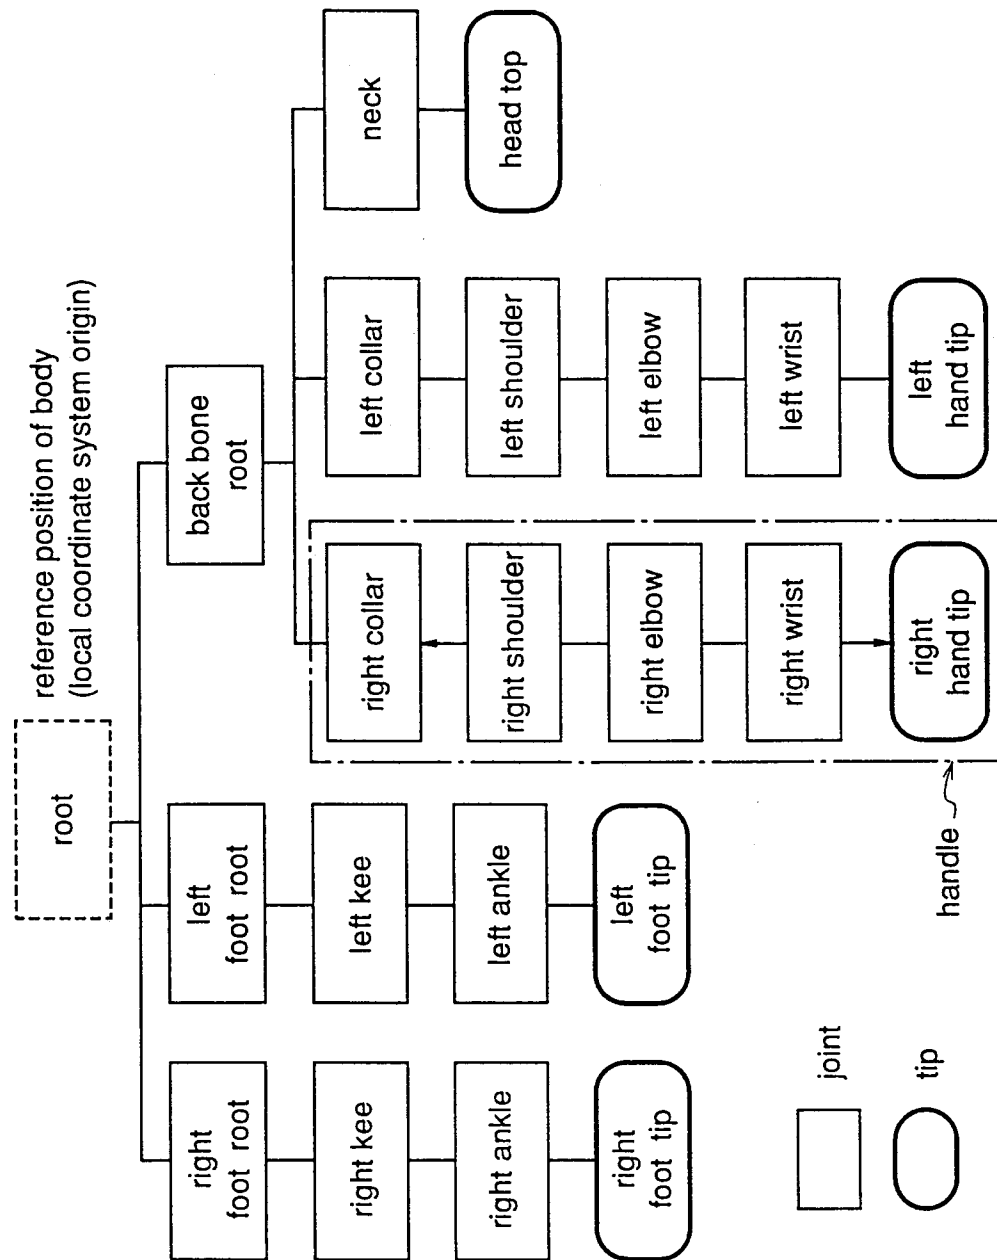 root
reference position of body
(local coordinate system origin)
right
foot root
left
foot root
back bone
root
right kee
left kee
right collar
left collar
neck
right ankle
left ankle
right shoulder
left shoulder
head top
right
foot tip
left
foot tip
right elbow
left elbow
right wrist
left wrist
right
hand tip
left
hand tip
joint
tip
handle